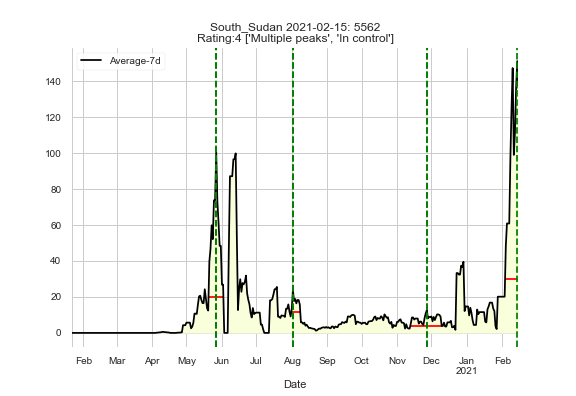 South_Sudan 2021-02-15: 5562
Rating:4 ['Multiple peaks', 'In control']
Average-7d
140
120
100
80
60
40
20
0
Feb Mar Apr May Jun Jul Aug Sep Oct Nov Dec Jan Feb
2021
Date